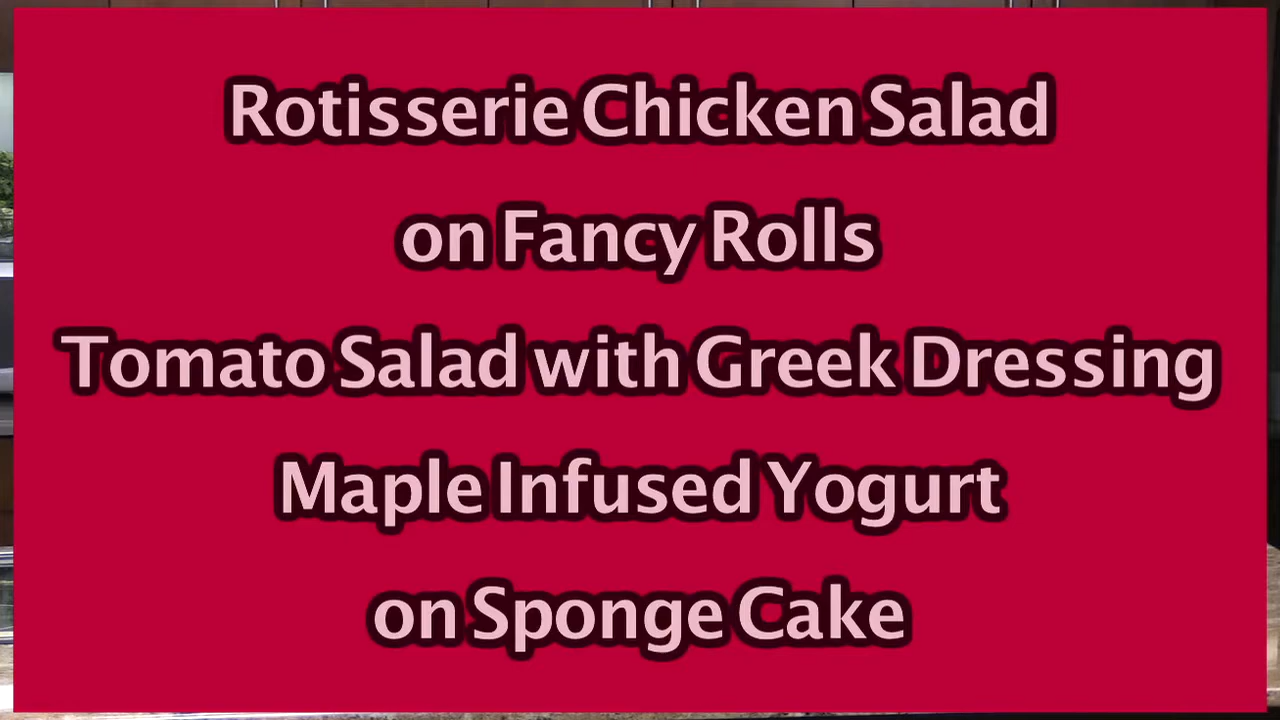 Rotisserie Chicken Salad
on Fancy Rolls
Tomato Salad with Greek Dressing
Maple Infused Yogurt
on Sponge Cake